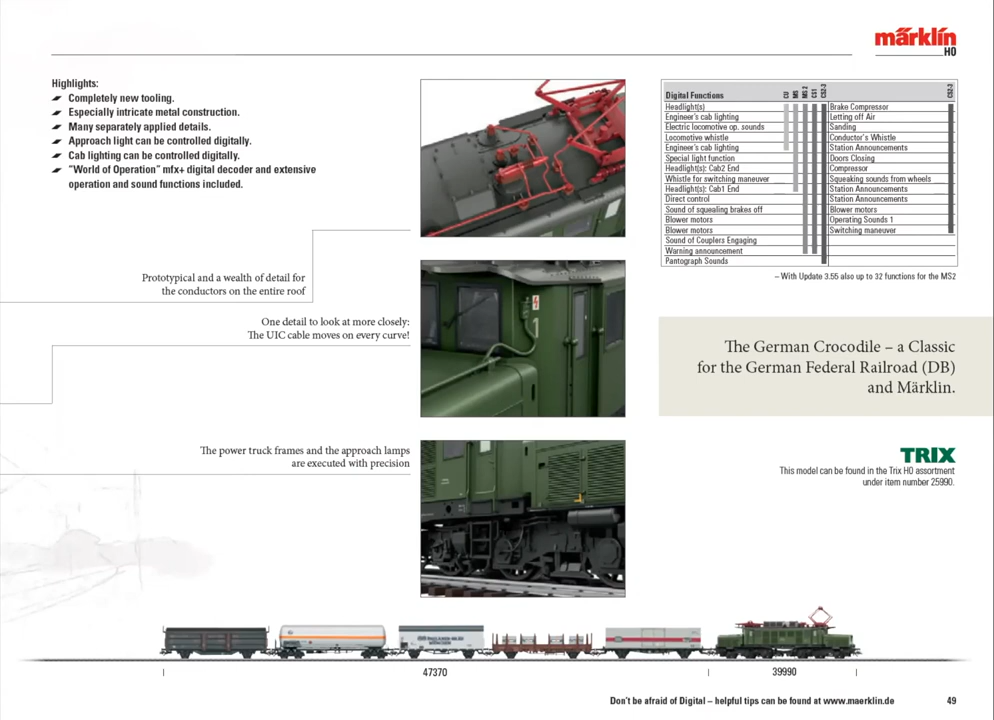 märklin
H0
Highlights:
Completely new tooling.
Especially intricate metal construction.
Many separately applied details.
Approach light can be controlled digitally.
Cab lighting can be controlled digitally.
"World of Operation" mfx+ digital decoder and extensive
operation and sound functions included.
Prototypical and a wealth of detail for
the conductors on the entire roof
One detail to look at more closely:
The UIC cable moves on every curve!
The power truck frames and the approach lamps
are executed with precision
Digital Functions
CU
MS
MS 2
CS1
CS2-3
Headlight(s)
Engineer's cab lighting
Electric locomotive op. sounds
Locomotive whistle
Engineer's cab lighting
Special light function
Headlight(s): Cab2 End
Whistle for switching maneuver
Headlight(s): Cab1 End
Direct control
Sound of squealing brakes off
Blower motors
Blower motors
Sound of Couplers Engaging
Warning announcement
Pantograph Sounds
CS2-3
Brake Compressor
Letting off Air
Sanding
Conductor's Whistle
Station Announcements
Doors Closing
Compressor
Squeaking sounds from wheels
Station Announcements
Station Announcements
Blower motors
Operating Sounds 1
Switching maneuver
– With Update 3.55 also up to 32 functions for the MS2
The German Crocodile – a Classic
for the German Federal Railroad (DB)
and Märklin.
TRIX
This model can be found in the Trix H0 assortment
under item number 25990.
1
47370
39990
Don't be afraid of Digital – helpful tips can be found at www.maerklin.de
49